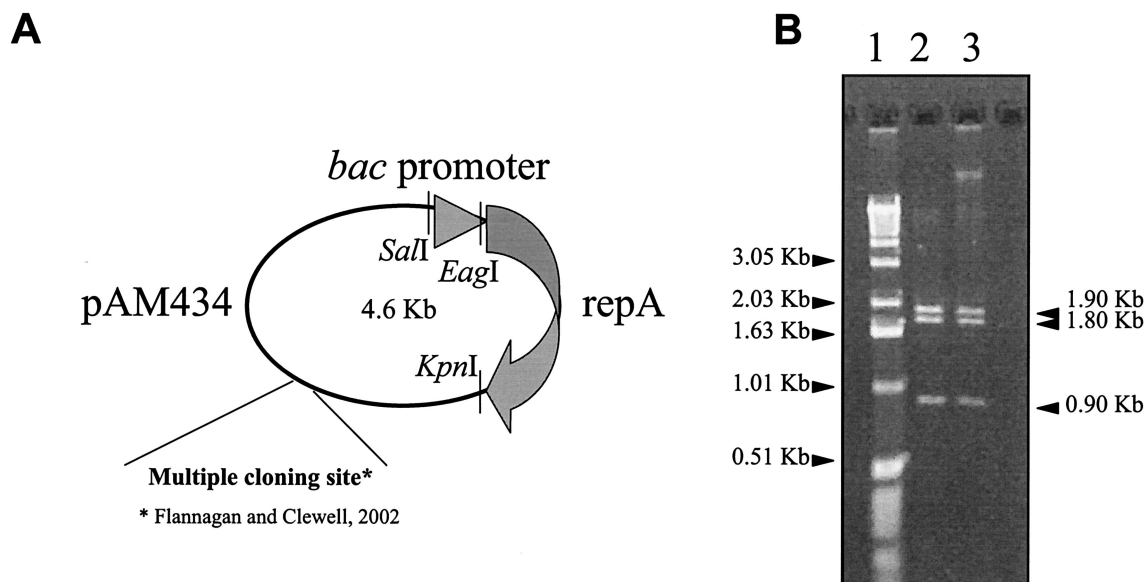 A
bac promoter
SalI
EagI
pAM434
4.6 Kb
repA
KpnI
Multiple cloning site*
* Flannagan and Clewell, 2002
B
1 2 3
3.05 Kb
2.03 Kb
1.63 Kb
1.01 Kb
0.51 Kb
1.90 Kb
1.80 Kb
0.90 Kb